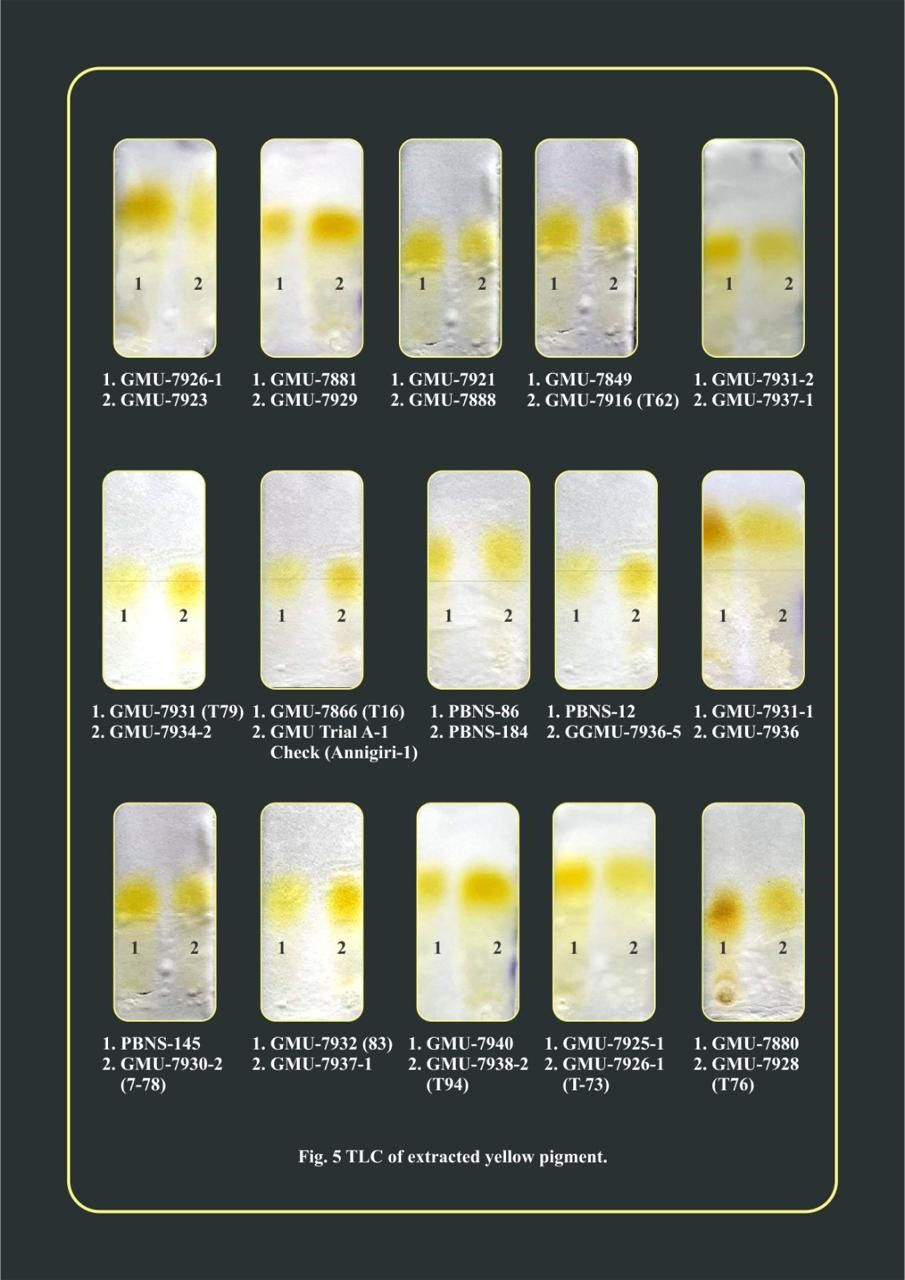 1 2
1 2
1 2
1 2
1 2
1. GMU-7926-1
2. GMU-7923
1. GMU-7881
2. GMU-7929
1. GMU-7921
2. GMU-7888
1. GMU-7849
2. GMU-7916 (T62)
1. GMU-7931-2
2. GMU-7937-1
1 2
1 2
1 2
1 2
1 2
1. GMU-7931 (T79)
2. GMU-7934-2
1. GMU-7866 (T16)
2. GMU Trial A-1
Check (Annigiri-1)
1. PBNS-86
2. PBNS-184
1. PBNS-12
2. GGMU-7936-5
1. GMU-7931-1
2. GMU-7936
1 2
1 2
1 2
1 2
1 2
1. PBNS-145
2. GMU-7930-2
(7-78)
1. GMU-7932 (83)
2. GMU-7937-1
1. GMU-7940
2. GMU-7938-2
(T94)
1. GMU-7925-1
2. GMU-7926-1
(T-73)
1. GMU-7880
2. GMU-7928
(T76)
Fig. 5 TLC of extracted yellow pigment.